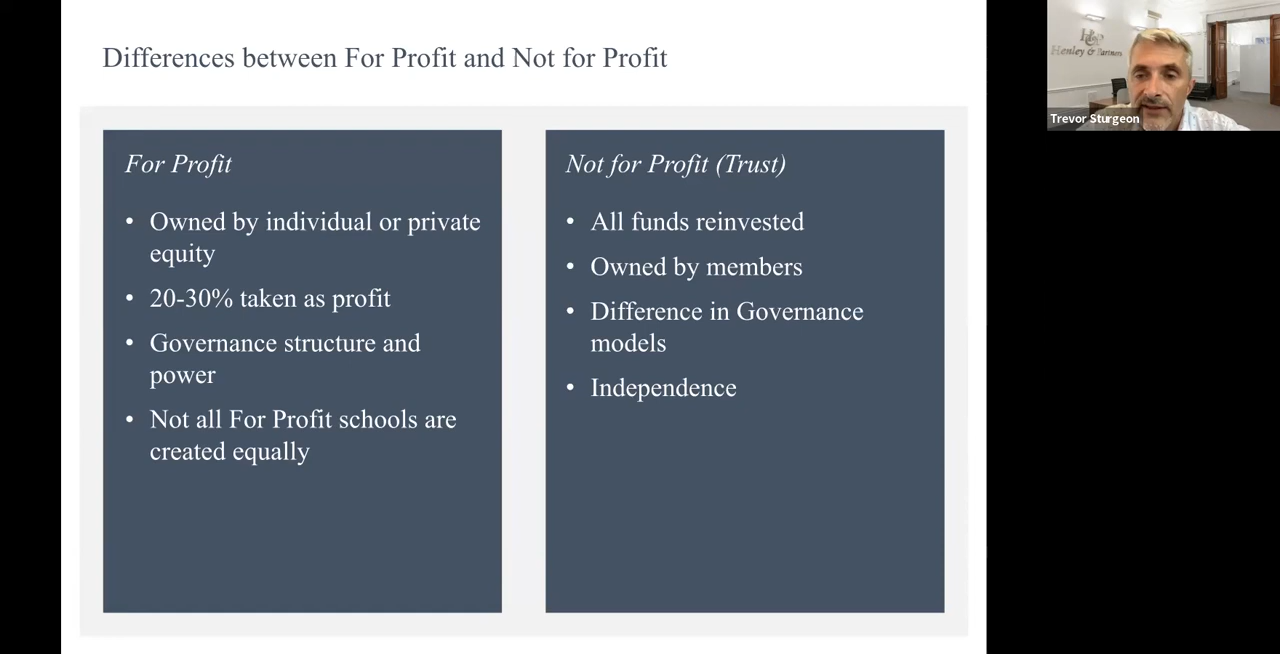 Differences between For Profit and Not for Profit
For Profit
• Owned by individual or private
equity
• 20-30% taken as profit
• Governance structure and
power
• Not all For Profit schools are
created equally
Not for Profit (Trust)
• All funds reinvested
• Owned by members
• Difference in Governance
models
• Independence
Henley & Partners
Trevor Sturgeon